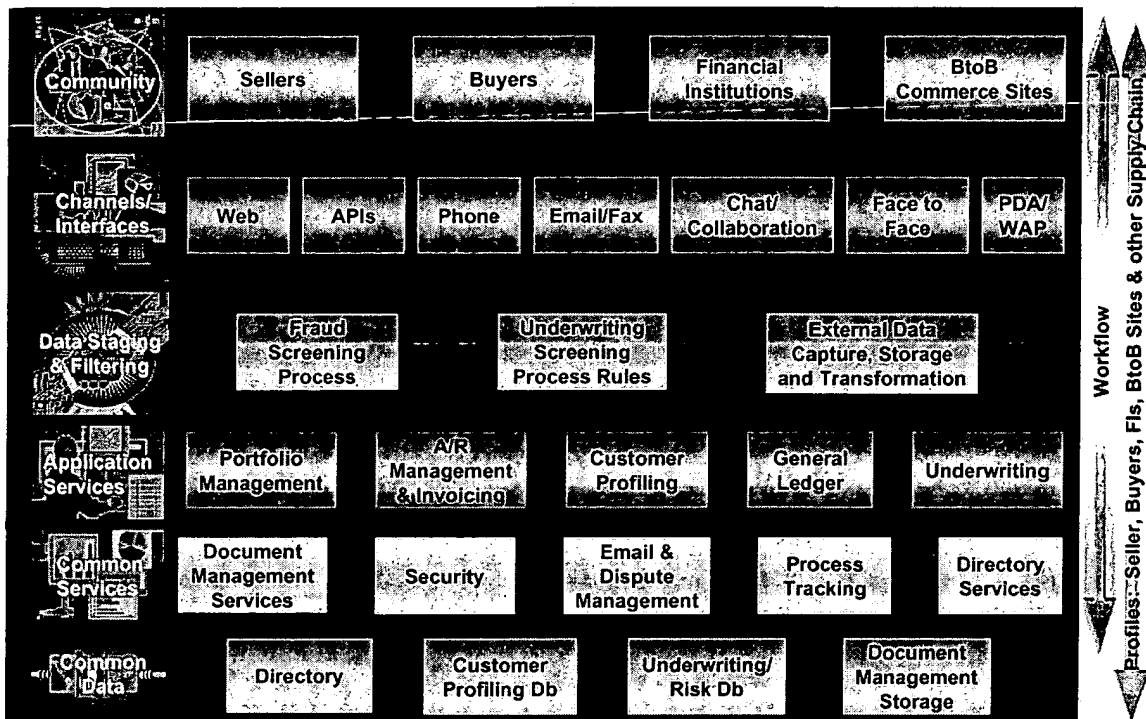 Community
Sellers
Buyers
Financial
Institutions
BtoB
Commerce Sites
Channels/
Interfaces
Web
APIs
Phone
Email/Fax
Chat/
Collaboration
Face to
Face
PDA/
WAP
Data Staging
& Filtering
Fraud
Screening
Process
Underwriting
Screening
Process Rules
External Data
Capture, Storage
and Transformation
Application
Services
Portfolio
Management
A/R
Management
& Invoicing
Customer
Profiling
General
Ledger
Underwriting
Common
Services
Document
Management
Services
Security
Email &
Dispute
Management
Process
Tracking
Directory
Services
Common
Data
Directory
Customer
Profiling Db
Underwriting/
Risk Db
Document
Management
Storage
Workflow
Profiles: Seller, Buyers, FIs, BtoB Sites & other Supply Chain